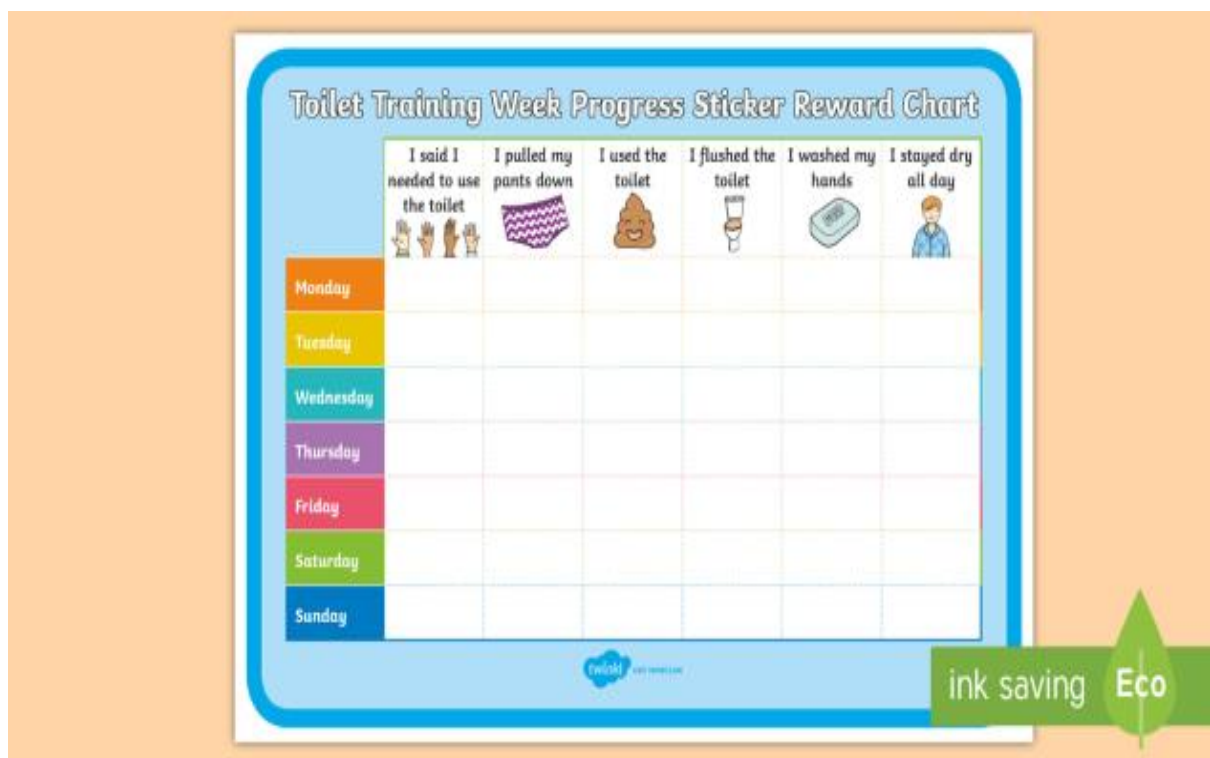 Toilet Training Week Progress Sticker Reward Chart
I said I
needed to use
the toilet
I pulled my
pants down
I used the
toilet
I flushed the
toilet
I washed my
hands
I stayed dry
all day
Monday
Tuesday
Wednesday
Thursday
Friday
Saturday
Sunday
twinkl
ink saving
Eco